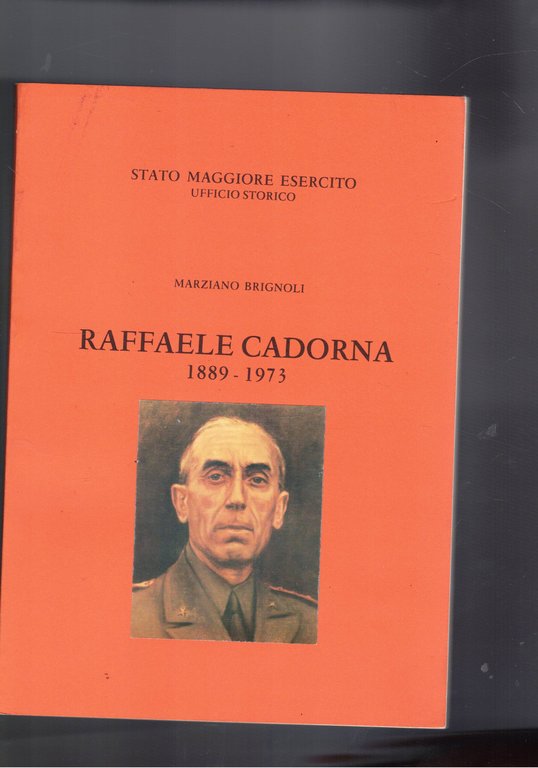 STATO MAGGIORE ESERCITO
UFFICIO STORICO
MARZIANO BRIGNOLI
RAFFAELE CADORNA
1889 - 1973